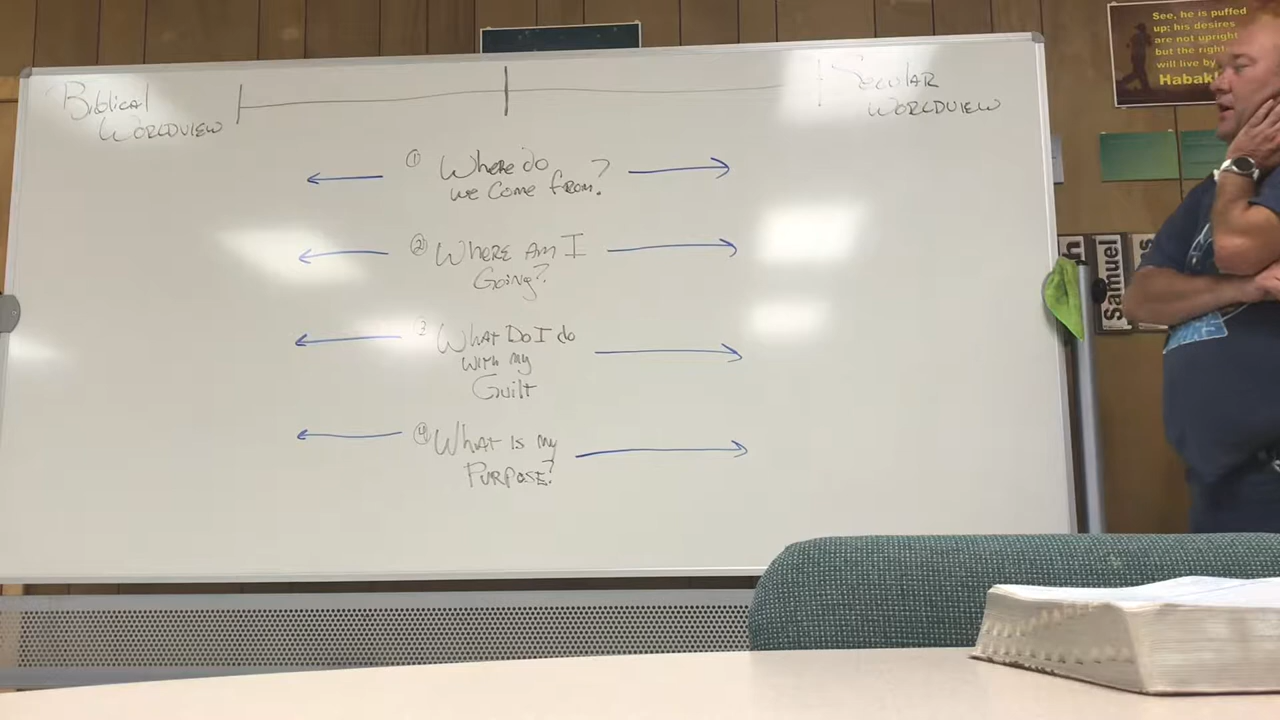 Biblical
Worldview
Secular
Worldview
① Where do
we come from?
② Where am I
Going?
3 What Do I do
with my
Guilt
④ What is my
Purpose?
See, he is puffed
up; his desires
are not upright
but the
will live by
Samuel